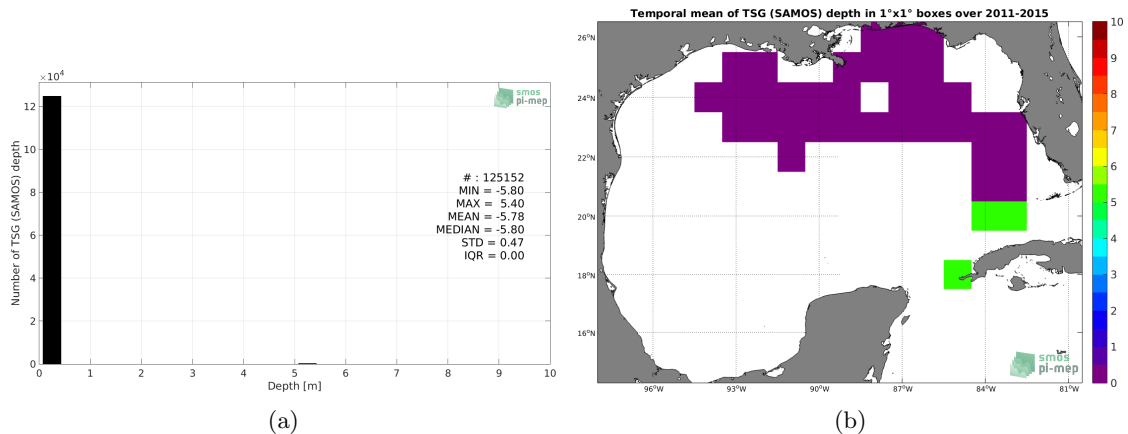 ×10⁴
12
10
8
6
4
2
0
Number of TSG (SAMOS) depth
smos
pi-mep
# : 125152
MIN = -5.80
MAX = 5.40
MEAN = -5.78
MEDIAN = -5.80
STD = 0.47
IQR = 0.00
0 1 2 3 4 5 6 7 8 9 10
Depth [m]
(a)
Temporal mean of TSG (SAMOS) depth in 1°x1° boxes over 2011-2015
26°N
24°N
22°N
20°N
18°N
16°N
96°W 93°W 90°W 87°W 84°W 81°W
smos
pi-mep
10
9
8
7
6
5
4
3
2
1
0
(b)